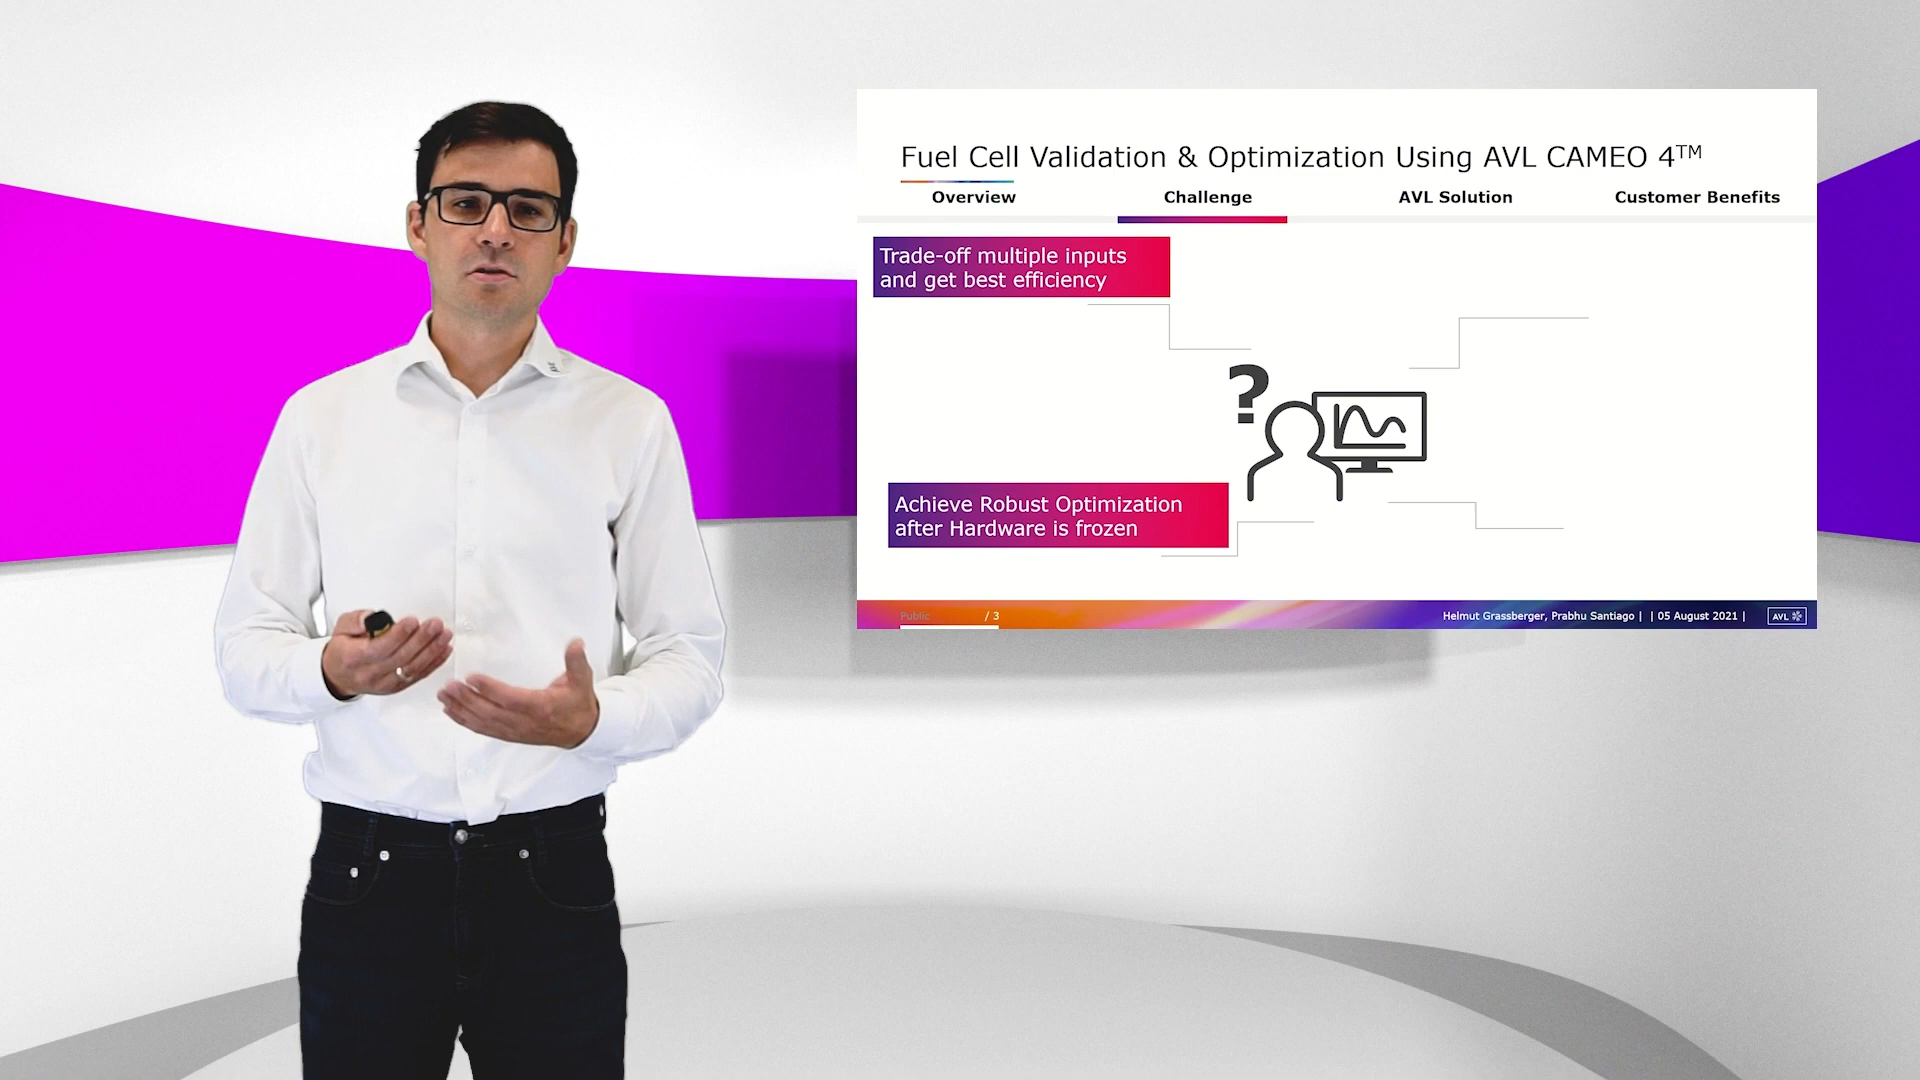 Fuel Cell Validation & Optimization Using AVL CAMEO 4™
Overview
Challenge
AVL Solution
Customer Benefits
Trade-off multiple inputs
and get best efficiency
?
Achieve Robust Optimization
after Hardware is frozen
Public
/ 3
Helmut Grassberger, Prabhu Santiago | | 05 August 2021 |
AVL